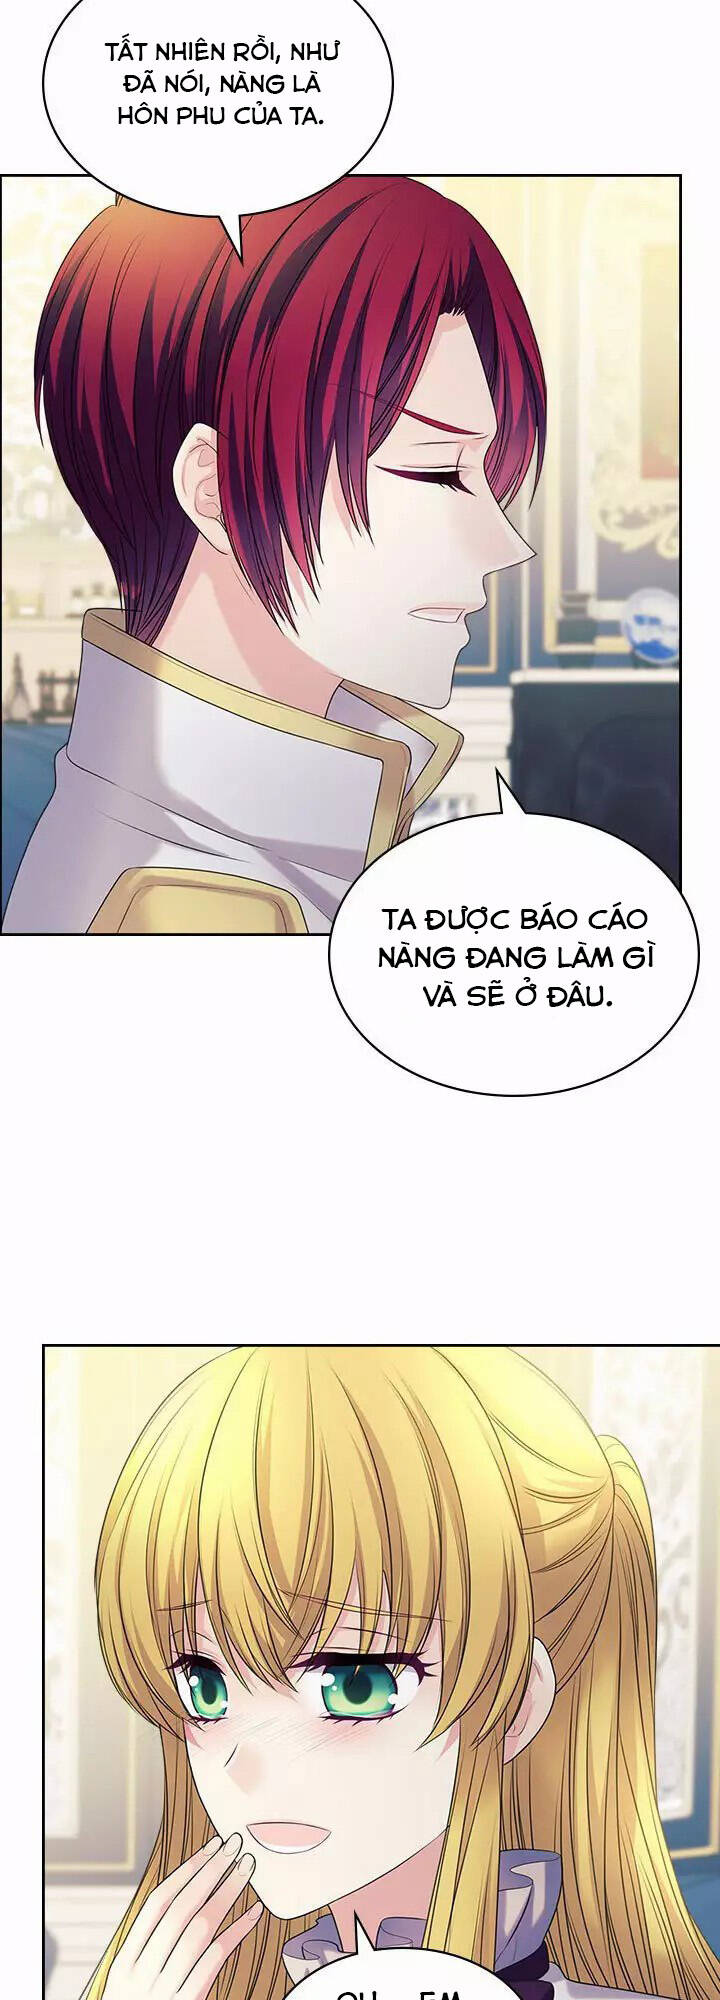 TẤT NHIÊN RỒI, NHƯ
ĐÃ NÓI, NÀNG LÀ
HÔN PHU CỦA TA.
TA ĐƯỢC BÁO CÁO
NÀNG ĐANG LÀM GÌ
VÀ SẼ Ở ĐÂU.